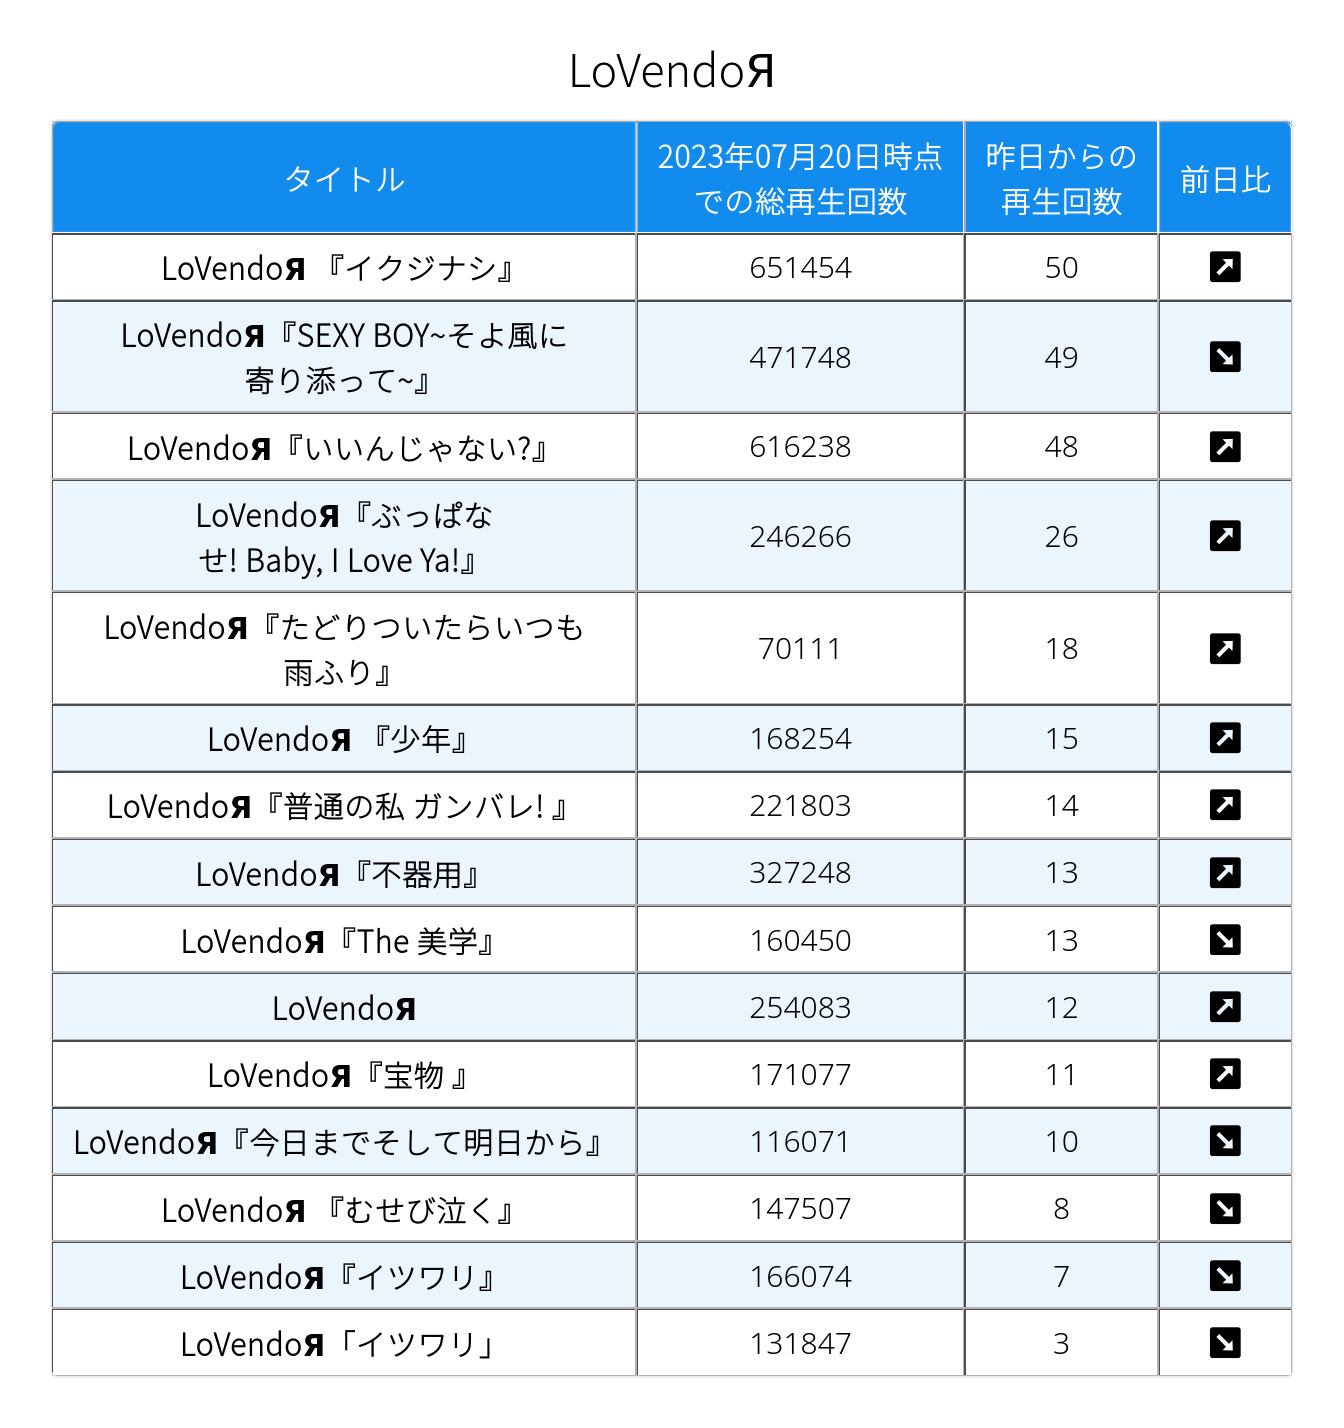 LoVendoЯ
タイトル
2023年07月20日時点
での総再生回数
昨日からの
再生回数
前日比
LoVendoЯ 『イクジナシ』
651454
50
↗
LoVendoЯ『SEXY BOY~そよ風に
寄り添って~』
471748
49
↘
LoVendoЯ『いいんじゃない?』
616238
48
↗
LoVendoЯ『ぶっぱな
せ! Baby, I Love Ya!』
246266
26
↗
LoVendoЯ『たどりついたらいつも
雨ふり』
70111
18
↗
LoVendoЯ 『少年』
168254
15
↗
LoVendoЯ『普通の私 ガンバレ! 』
221803
14
↗
LoVendoЯ『不器用』
327248
13
↗
LoVendoЯ『The 美学』
160450
13
↘
LoVendoЯ
254083
12
↗
LoVendoЯ『宝物 』
171077
11
↗
LoVendoЯ『今日までそして明日から』
116071
10
↘
LoVendoЯ 『むせび泣く』
147507
8
↘
LoVendoЯ『イツワリ』
166074
7
↘
LoVendoЯ「イツワリ」
131847
3
↘